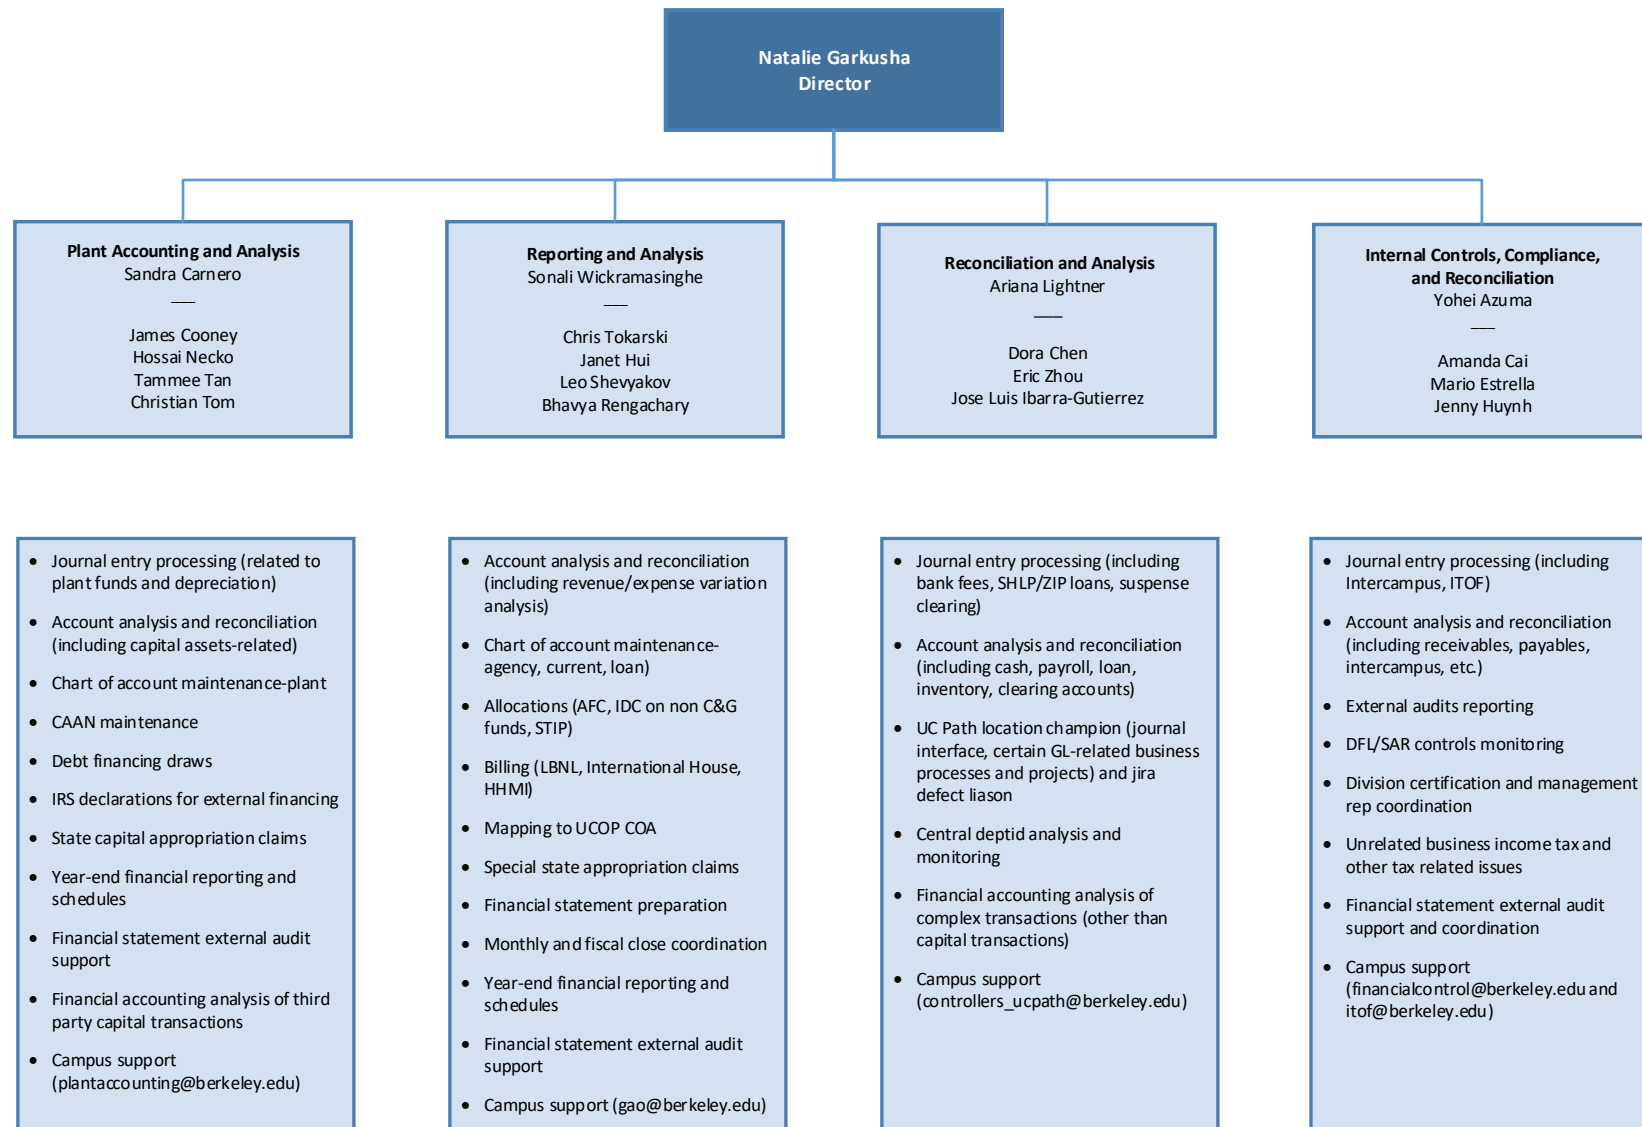 Natalie Garkusha
Director
Plant Accounting and Analysis
Sandra Carnero
James Cooney
Hossai Necko
Tammee Tan
Christian Tom
Reporting and Analysis
Sonali Wickramasinghe
Chris Tokarski
Janet Hui
Leo Shevyakov
Bhavya Rengachary
Reconciliation and Analysis
Ariana Lightner
Dora Chen
Eric Zhou
Jose Luis Ibarra-Gutierrez
Internal Controls, Compliance,
and Reconciliation
Yohei Azuma
Amanda Cai
Mario Estrella
Jenny Huynh
• Journal entry processing (related to
plant funds and depreciation)
• Account analysis and reconciliation
(including capital assets-related)
• Chart of account maintenance-plant
• CAAN maintenance
• Debt financing draws
• IRS declarations for external financing
• State capital appropriation claims
• Year-end financial reporting and
schedules
• Financial statement external audit
support
• Financial accounting analysis of third
party capital transactions
• Campus support
(plantaccounting@berkeley.edu)
• Account analysis and reconciliation
(including revenue/expense variation
analysis)
• Chart of account maintenance-
agency, current, loan)
• Allocations (AFC, IDC on non C&G
funds, STIP)
• Billing (LBNL, International House,
HHMI)
• Mapping to UCOP COA
• Special state appropriation claims
• Financial statement preparation
• Monthly and fiscal close coordination
• Year-end financial reporting and
schedules
• Financial statement external audit
support
• Campus support (gao@berkeley.edu)
• Journal entry processing (including
bank fees, SHLP/ZIP loans, suspense
clearing)
• Account analysis and reconciliation
(including cash, payroll, loan,
inventory, clearing accounts)
• UC Path location champion (journal
interface, certain GL-related business
processes and projects) and jira
defect liason
• Central deptid analysis and
monitoring
• Financial accounting analysis of
complex transactions (other than
capital transactions)
• Campus support
(controllers_ucpath@berkeley.edu)
• Journal entry processing (including
Intercampus, ITOF)
• Account analysis and reconciliation
(including receivables, payables,
intercampus, etc.)
• External audits reporting
• DFL/SAR controls monitoring
• Division certification and management
rep coordination
• Unrelated business income tax and
other tax related issues
• Financial statement external audit
support and coordination
• Campus support
(financialcontrol@berkeley.edu and
itof@berkeley.edu)